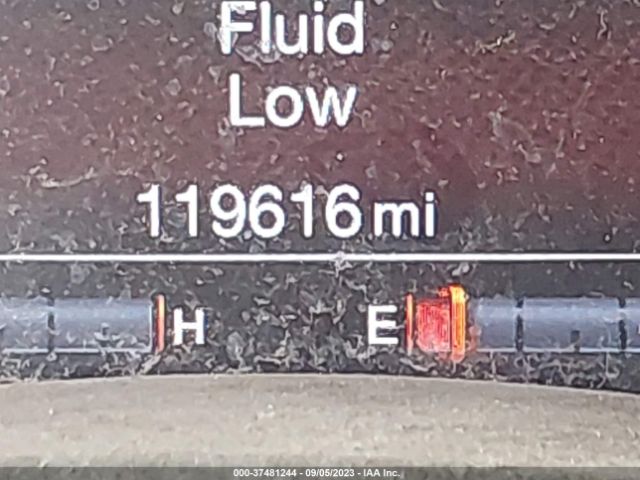 Fluid
Low
119616 mi
H E
000-37481244 - 09/05/2023 - IAA Inc.